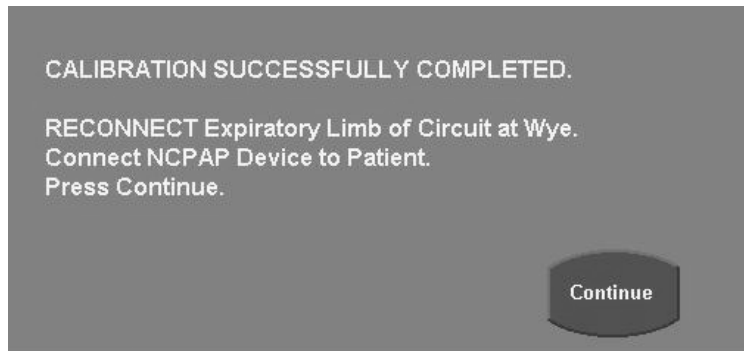 CALIBRATION SUCCESSFULLY COMPLETED.
RECONNECT Expiratory Limb of Circuit at Wye.
Connect NCPAP Device to Patient.
Press Continue.
Continue